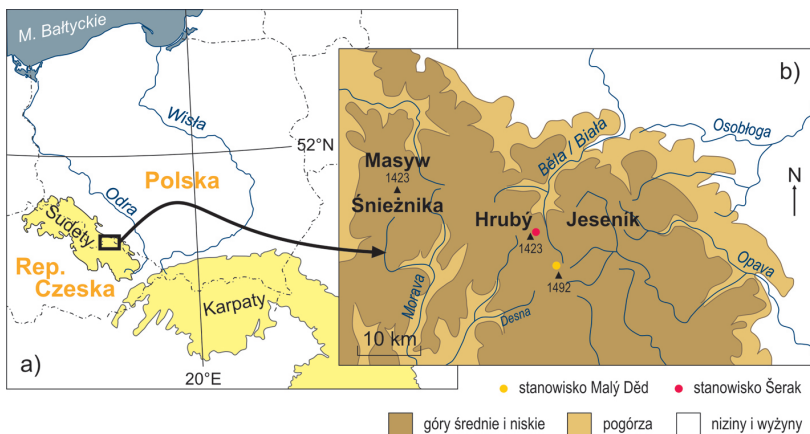 M. Bałtyckie
Wisła
52°N
Polska
Odra
Sudety
Rep.
Czeska
Karpaty
a)
20°E
b)
Osobłoga
Běla / Biała
N
Masyw
1423
Śnieżnika
Hrubý Jeseník
1423
1492
Opava
Morava
Desna
10 km
stanowisko Malý Děd
stanowisko Šerak
góry średnie i niskie
pogórza
niziny i wyżyny